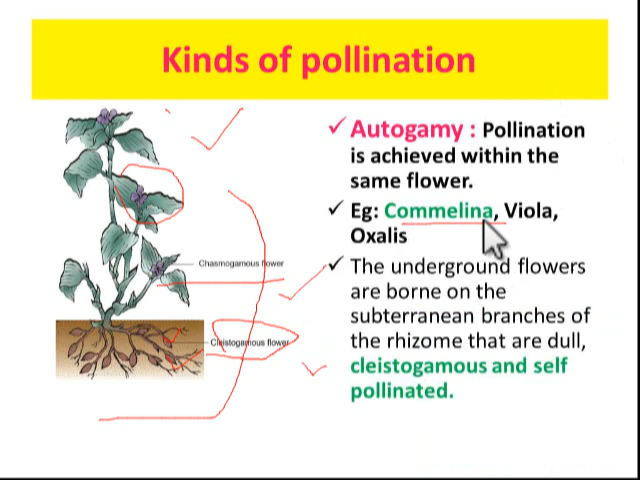 Kinds of pollination
✓ Autogamy : Pollination
is achieved within the
same flower.
✓ Eg: Commelina, Viola,
Oxalis
✓ The underground flowers
are borne on the
subterranean branches of
the rhizome that are dull,
cleistogamous and self
pollinated.
Chasmogamous flower
Cleistogamous flower